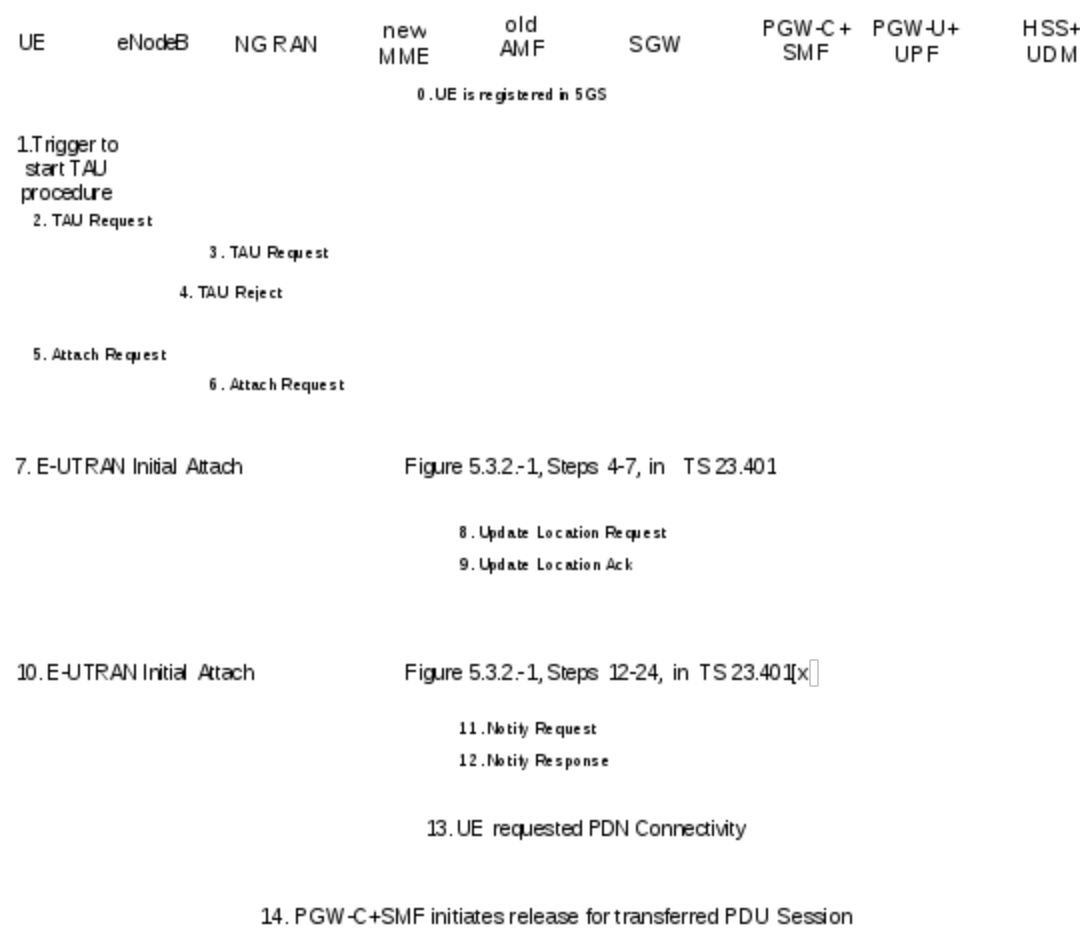 UE eNodeB NG RAN new MME old AMF SGW PGW-C+ SMF PGW-U+ UPF HSS+ UDM
0.UE is registered in 5GS
1.Trigger to
start TAU
procedure
2. TAU Request
3. TAU Request
4. TAU Reject
5. Attach Request
6. Attach Request
7. E-UTRAN Initial Attach Figure 5.3.2.-1, Steps 4-7, in TS 23.401
8. Update Location Request
9. Update Location Ack
10. E-UTRAN Initial Attach Figure 5.3.2.-1, Steps 12-24, in TS 23.401[x
11.Notify Request
12.Notify Response
13. UE requested PDN Connectivity
14. PGW-C+SMF initiates release for transferred PDU Session